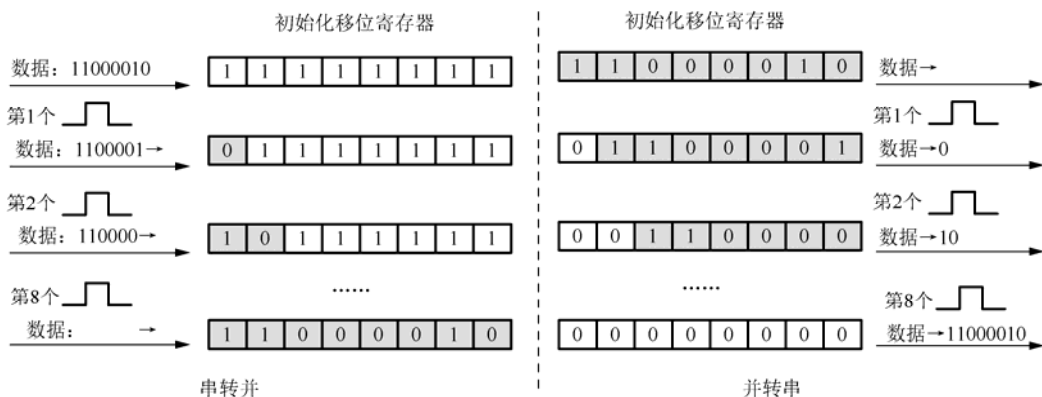 初始化移位寄存器
数据：11000010
1 1 1 1 1 1 1 1
第1个
数据：1100001→
0 1 1 1 1 1 1 1
第2个
数据：110000→
1 0 1 1 1 1 1 1
……
第8个
数据： →
1 1 0 0 0 0 1 0
串转并
初始化移位寄存器
1 1 0 0 0 0 1 0
数据→
第1个
0 1 1 0 0 0 0 1
数据→0
第2个
0 0 1 1 0 0 0 0
数据→10
……
第8个
0 0 0 0 0 0 0 0
数据→11000010
并转串